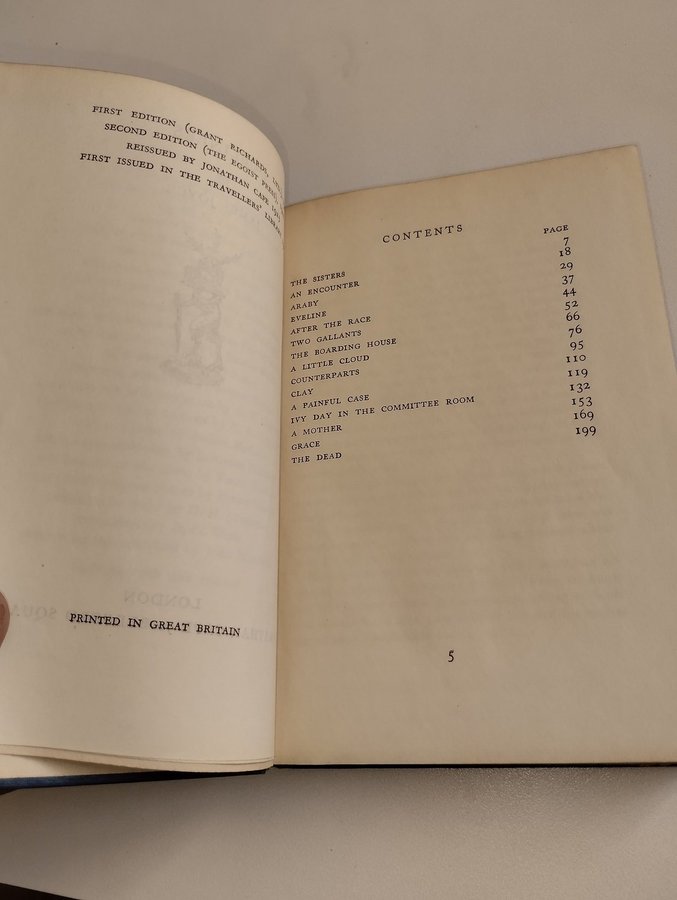 FIRST EDITION (GRANT RICHARDS,
SECOND EDITION (THE EGOIST PRESS,
REISSUED BY JONATHAN CAPE
FIRST ISSUED IN THE TRAVELLERS' LIBRARY
LONDON
PRINTED IN GREAT BRITAIN
CONTENTS
PAGE
THE SISTERS 7
AN ENCOUNTER 18
ARABY 29
EVELINE 37
AFTER THE RACE 44
TWO GALLANTS 52
THE BOARDING HOUSE 66
A LITTLE CLOUD 76
COUNTERPARTS 95
CLAY 110
A PAINFUL CASE 119
IVY DAY IN THE COMMITTEE ROOM 132
A MOTHER 153
GRACE 169
THE DEAD 199
5